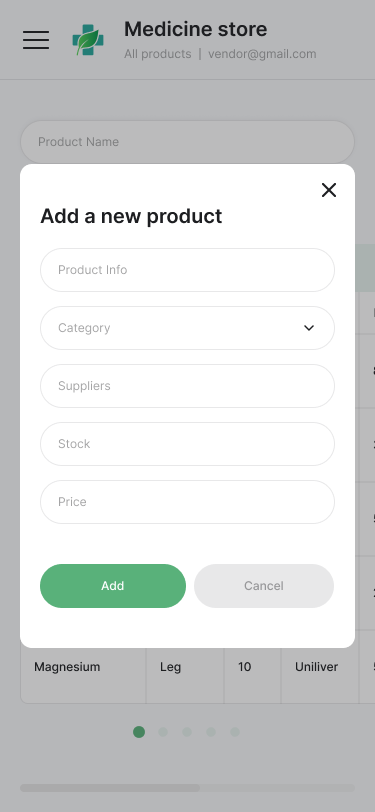 Medicine store
All products | vendor@gmail.com
Product Name
Add a new product
Product Info
Category
Suppliers
Stock
Price
Add Cancel
Magnesium Leg 10 Uniliver